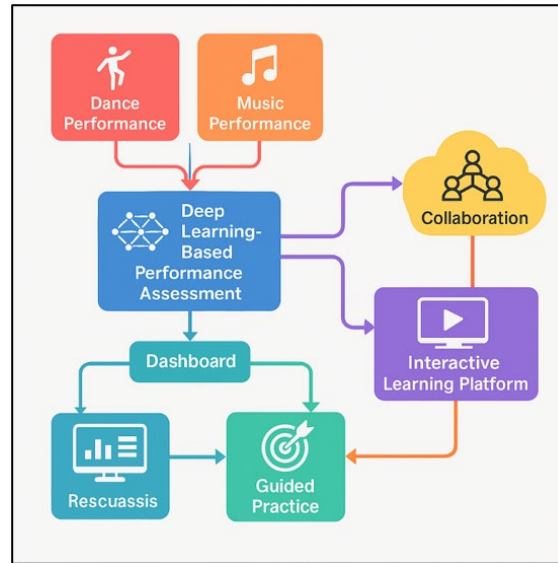 Dance
Performance
Music
Performance
Deep
Learning-
Based
Performance
Assessment
Collaboration
Interactive
Learning Platform
Dashboard
Rescuassis
Guided
Practice